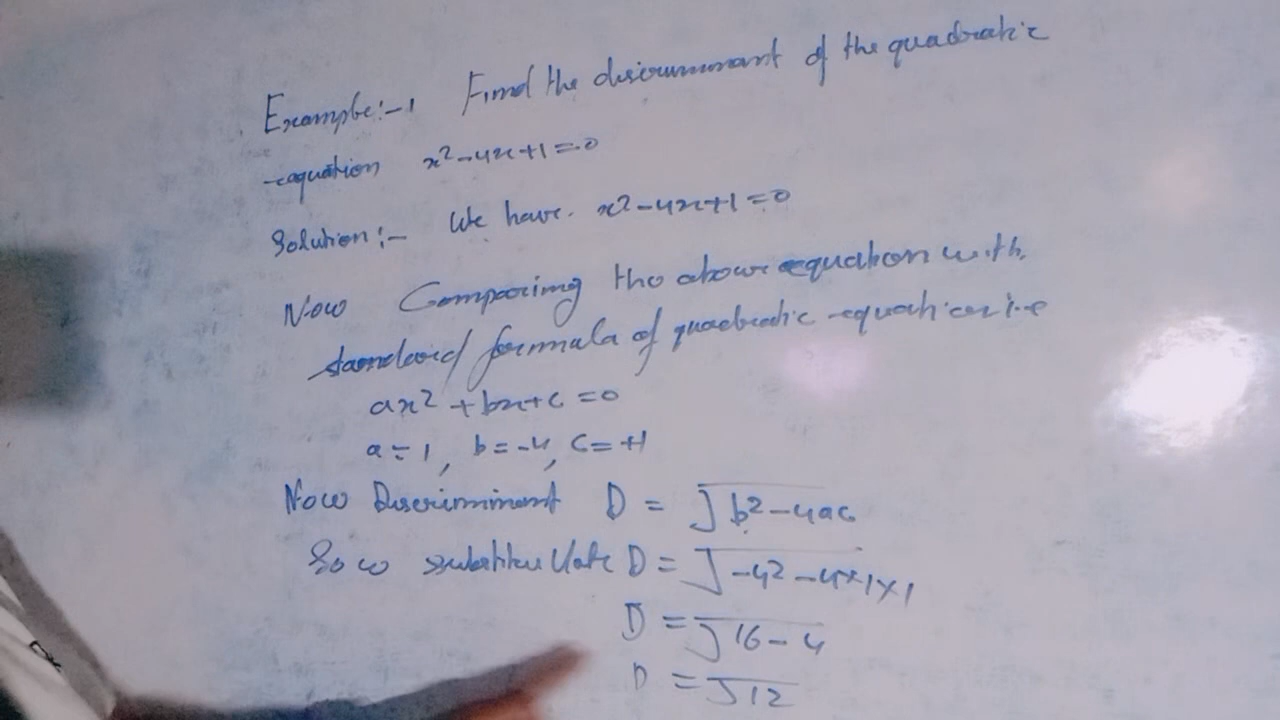 Example:-1 Find the discriminant of the quadratic
equation x²-4x+1=0
Solution:- We have. x²-4x+1=0
Now Comparing the above equation with
standard formula of quadratic equation i.e
ax² +bx+c =0
a=1, b=-4, c=+1
Now Discriminant D = √b²-4ac
So D = √-4²-4×1×1
D = √16-4
D = √12